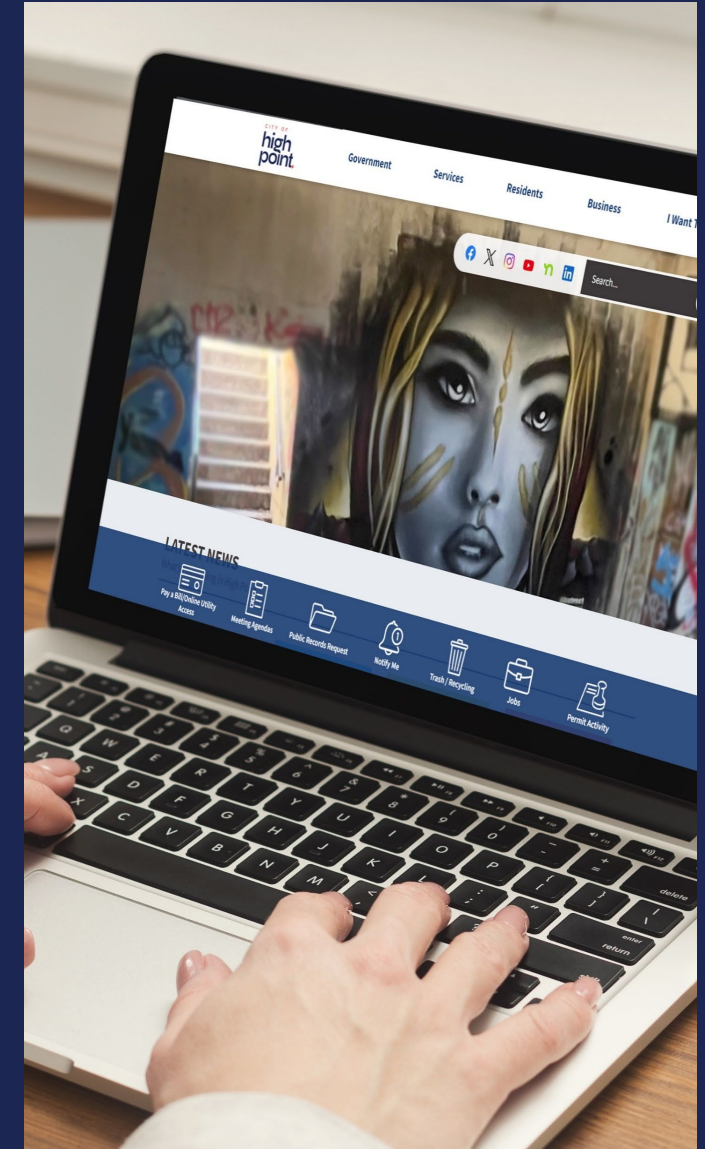 CITY OF
high
point.
Government
Services
Residents
Business
I Want T
Search...
LATEST NEWS
Pay a Bill/Online Utility
Access
Meeting Agendas
Public Records Request
Notify Me
Trash / Recycling
Jobs
Permit Activity
Q W E R T Y U I O P
A S D F G H J K L
X C V B N M
delete
enter
return
shift